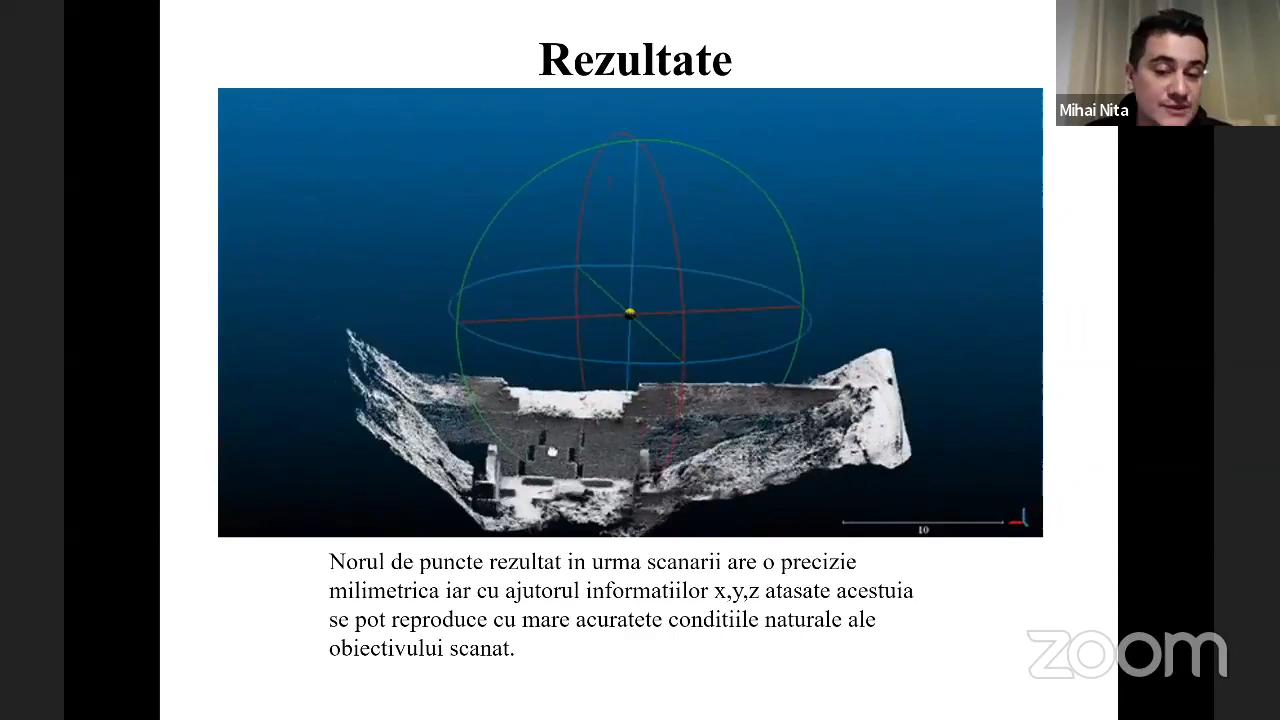 Rezultate
Mihai Nita
10
Norul de puncte rezultat in urma scanarii are o precizie
milimetrica iar cu ajutorul informatiilor x,y,z atasate acestuia
se pot reproduce cu mare acuratete conditiile naturale ale
obiectivului scanat.
zoom